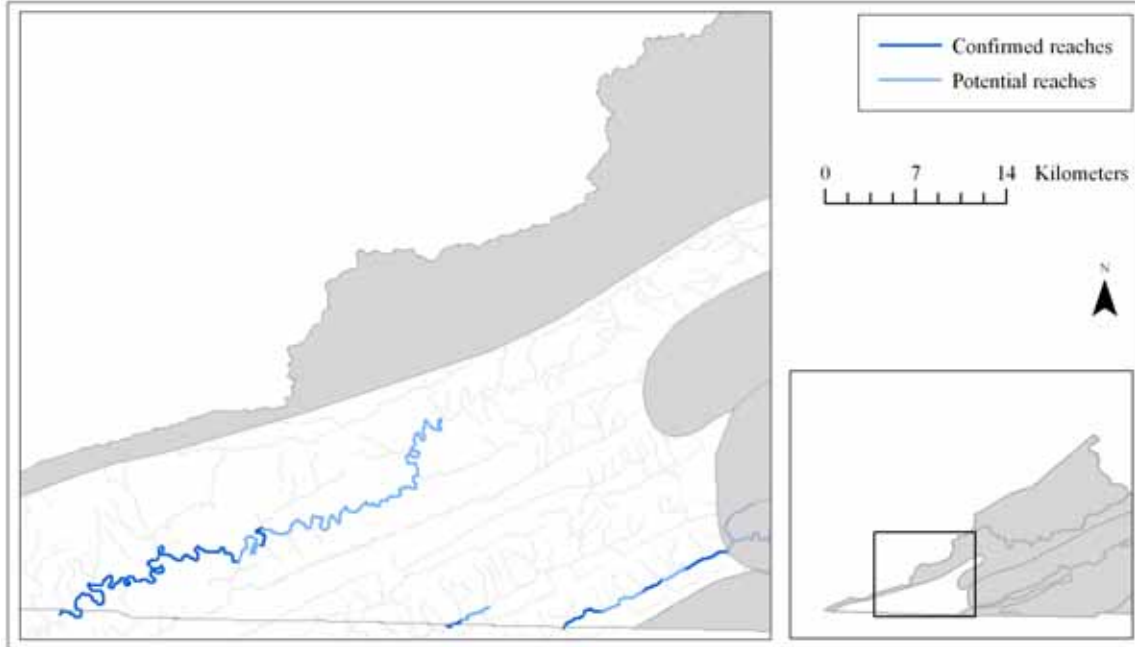 Confirmed reaches
Potential reaches
0 7 14 Kilometers
N